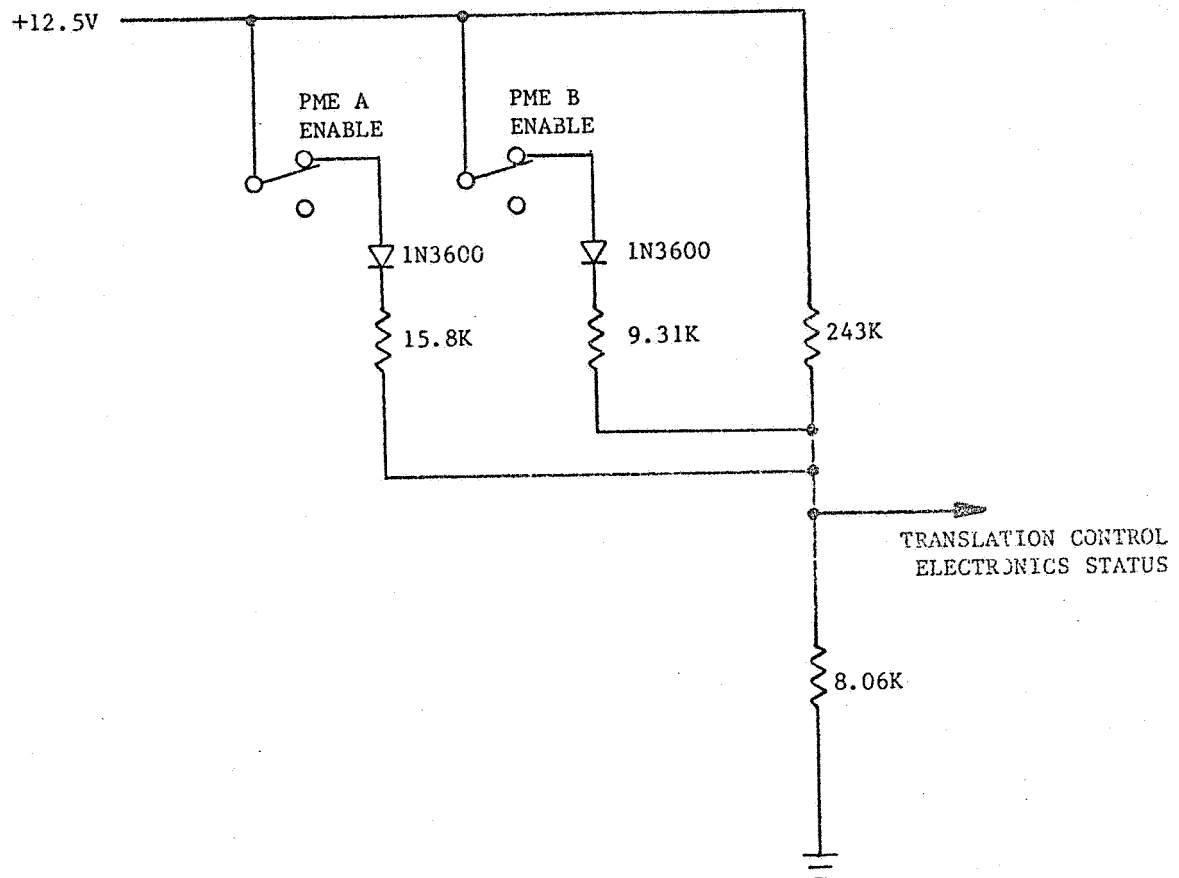 +12.5V
PME A
ENABLE
PME B
ENABLE
1N3600
1N3600
15.8K
9.31K
243K
TRANSLATION CONTROL
ELECTRONICS STATUS
8.06K